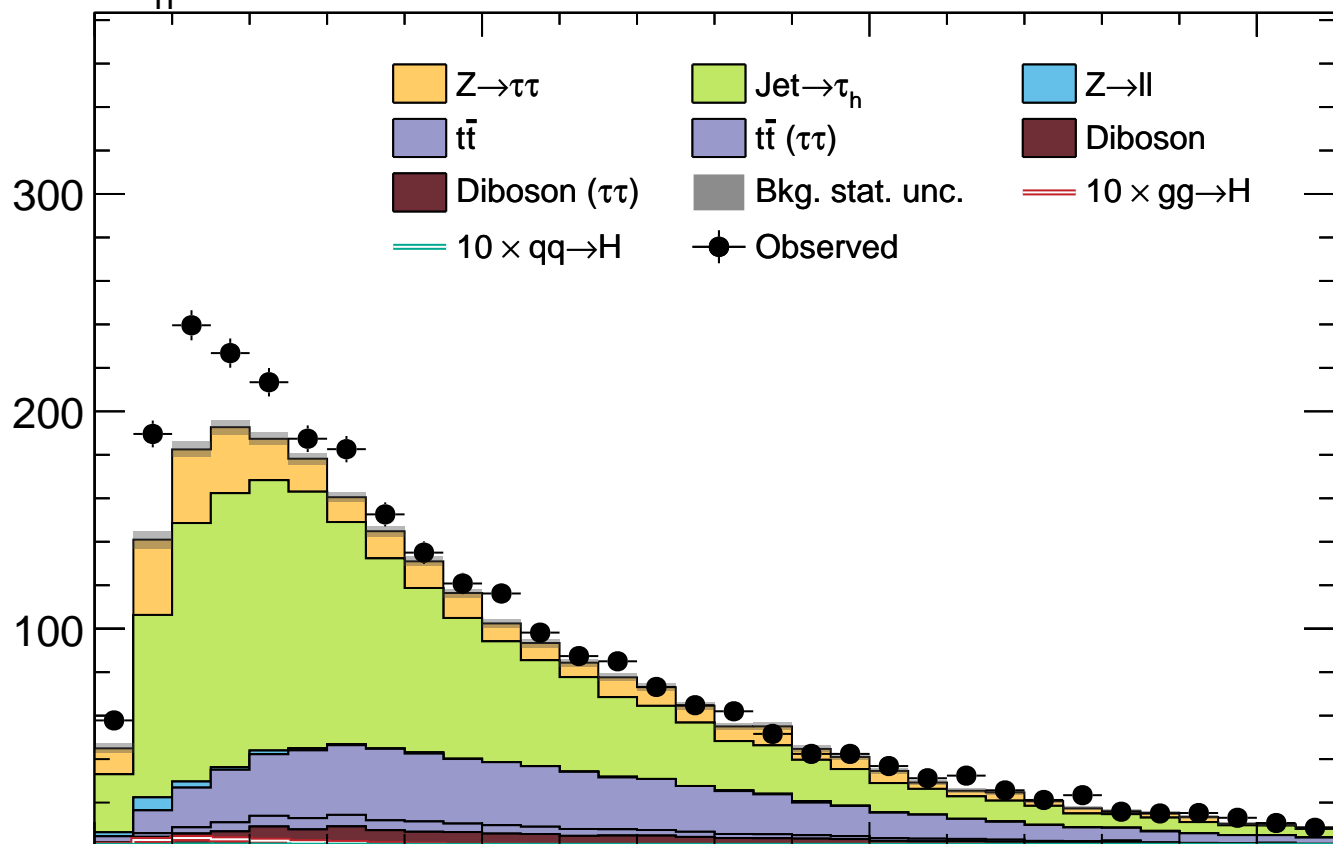 Z→ττ Jet→τh Z→ll
tt̄ tt̄ (ττ) Diboson
Diboson (ττ) Bkg. stat. unc. 10 × gg→H
10 × qq→H Observed
300
200
100